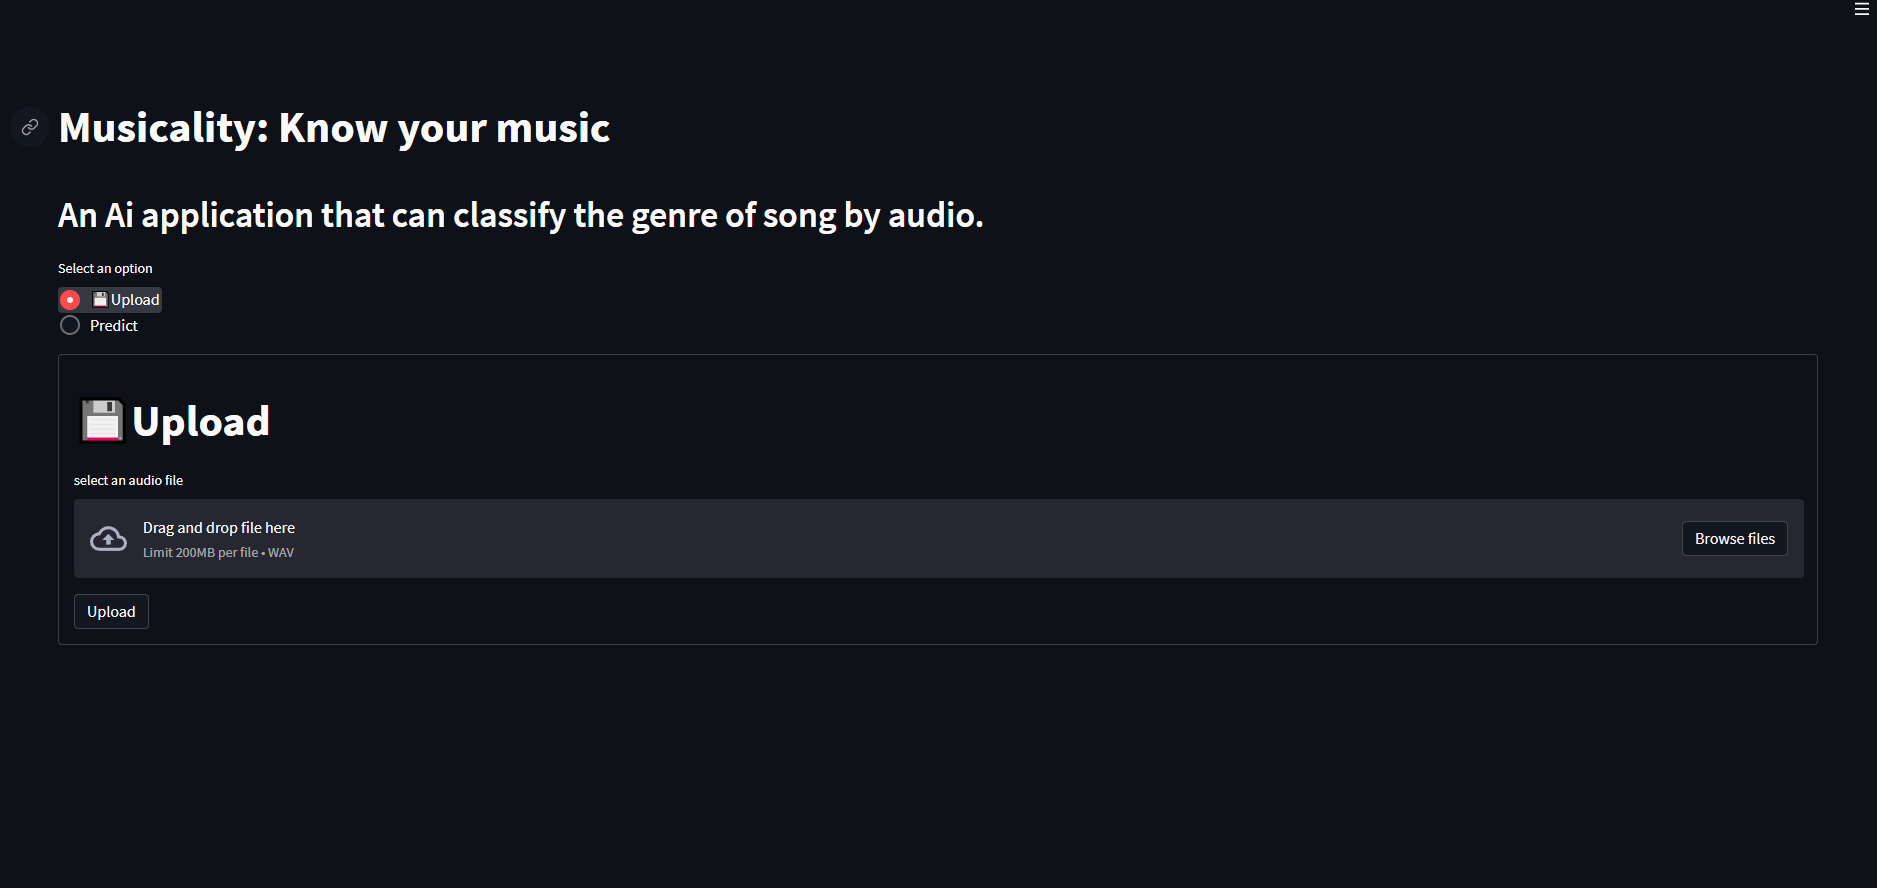 Musicality: Know your music
An Ai application that can classify the genre of song by audio.
Select an option
💾Upload
Predict
💾Upload
select an audio file
Drag and drop file here
Limit 200MB per file • WAV
Browse files
Upload